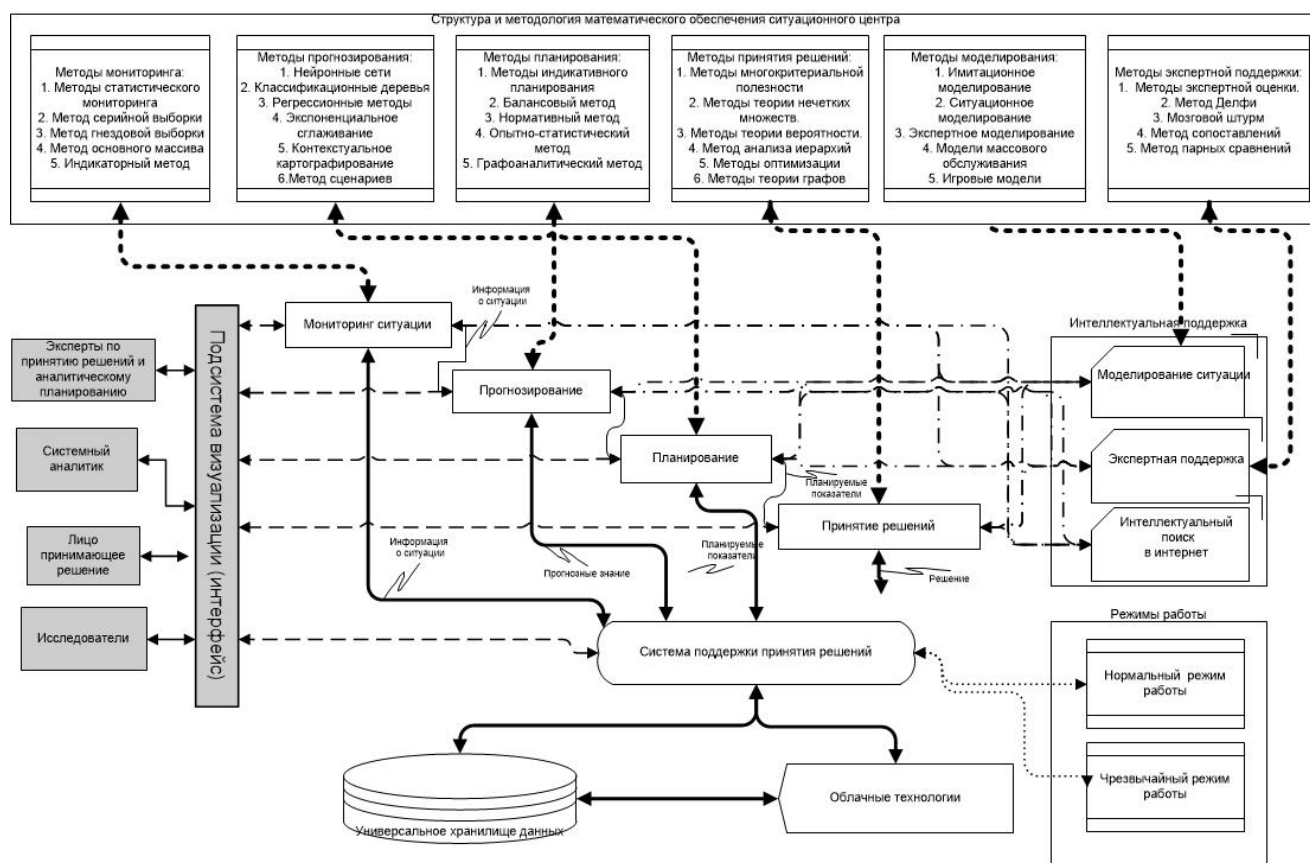 Структура и методология математического обеспечения ситуационного центра
Методы мониторинга:
1. Методы статистического
мониторинга
2. Метод серийной выборки
3. Метод гнездовой выборки
4. Метод основного массива
5. Индикаторный метод
Методы прогнозирования:
1. Нейронные сети
2. Классификационные деревья
3. Регрессионные методы
4. Экспоненциальное
сглаживание
5. Контекстуальное
картографирование
6.Метод сценариев
Методы планирования:
1. Методы индикативного
планирования
2. Балансовый метод
3. Нормативный метод
4. Опытно-статистический
метод
5. Графоаналитический метод
Методы принятия решений:
1. Методы многокритериальной
полезности
2. Методы теории нечетких
множеств.
3. Методы теории вероятности.
4. Метод анализа иерархий
5. Методы оптимизации
6. Методы теории графов
Методы моделирования:
1. Имитационное
моделирование
2. Ситуационное
моделирование
3. Экспертное моделирование
4. Модели массового
обслуживания
5. Игровые модели
Методы экспертной поддержки:
1. Методы экспертной оценки.
2. Метод Делфи
3. Мозговой штурм
4. Метод сопоставлений
5. Метод парных сравнений
Информация
о ситуации
Мониторинг ситуации
Интеллектуальная поддержка
Эксперты по
принятию решений и
аналитическому
планированию
Подсистема визуализации (интерфейс)
Прогнозирование
Моделирование ситуации
Системный
аналитик
Планирование
Экспертная поддержка
Планируемые
показатели
Принятие решений
Интеллектуальный
поиск
в интернет
Лицо
принимающее
решение
Информация
о ситуации
Прогнозные знание
Планируемые
показатели
Решение
Исследователи
Система поддержки принятия решений
Режимы работы
Нормальный режим
работы
Чрезвычайный режим
работы
Облачные технологии
Универсальное хранилище данных